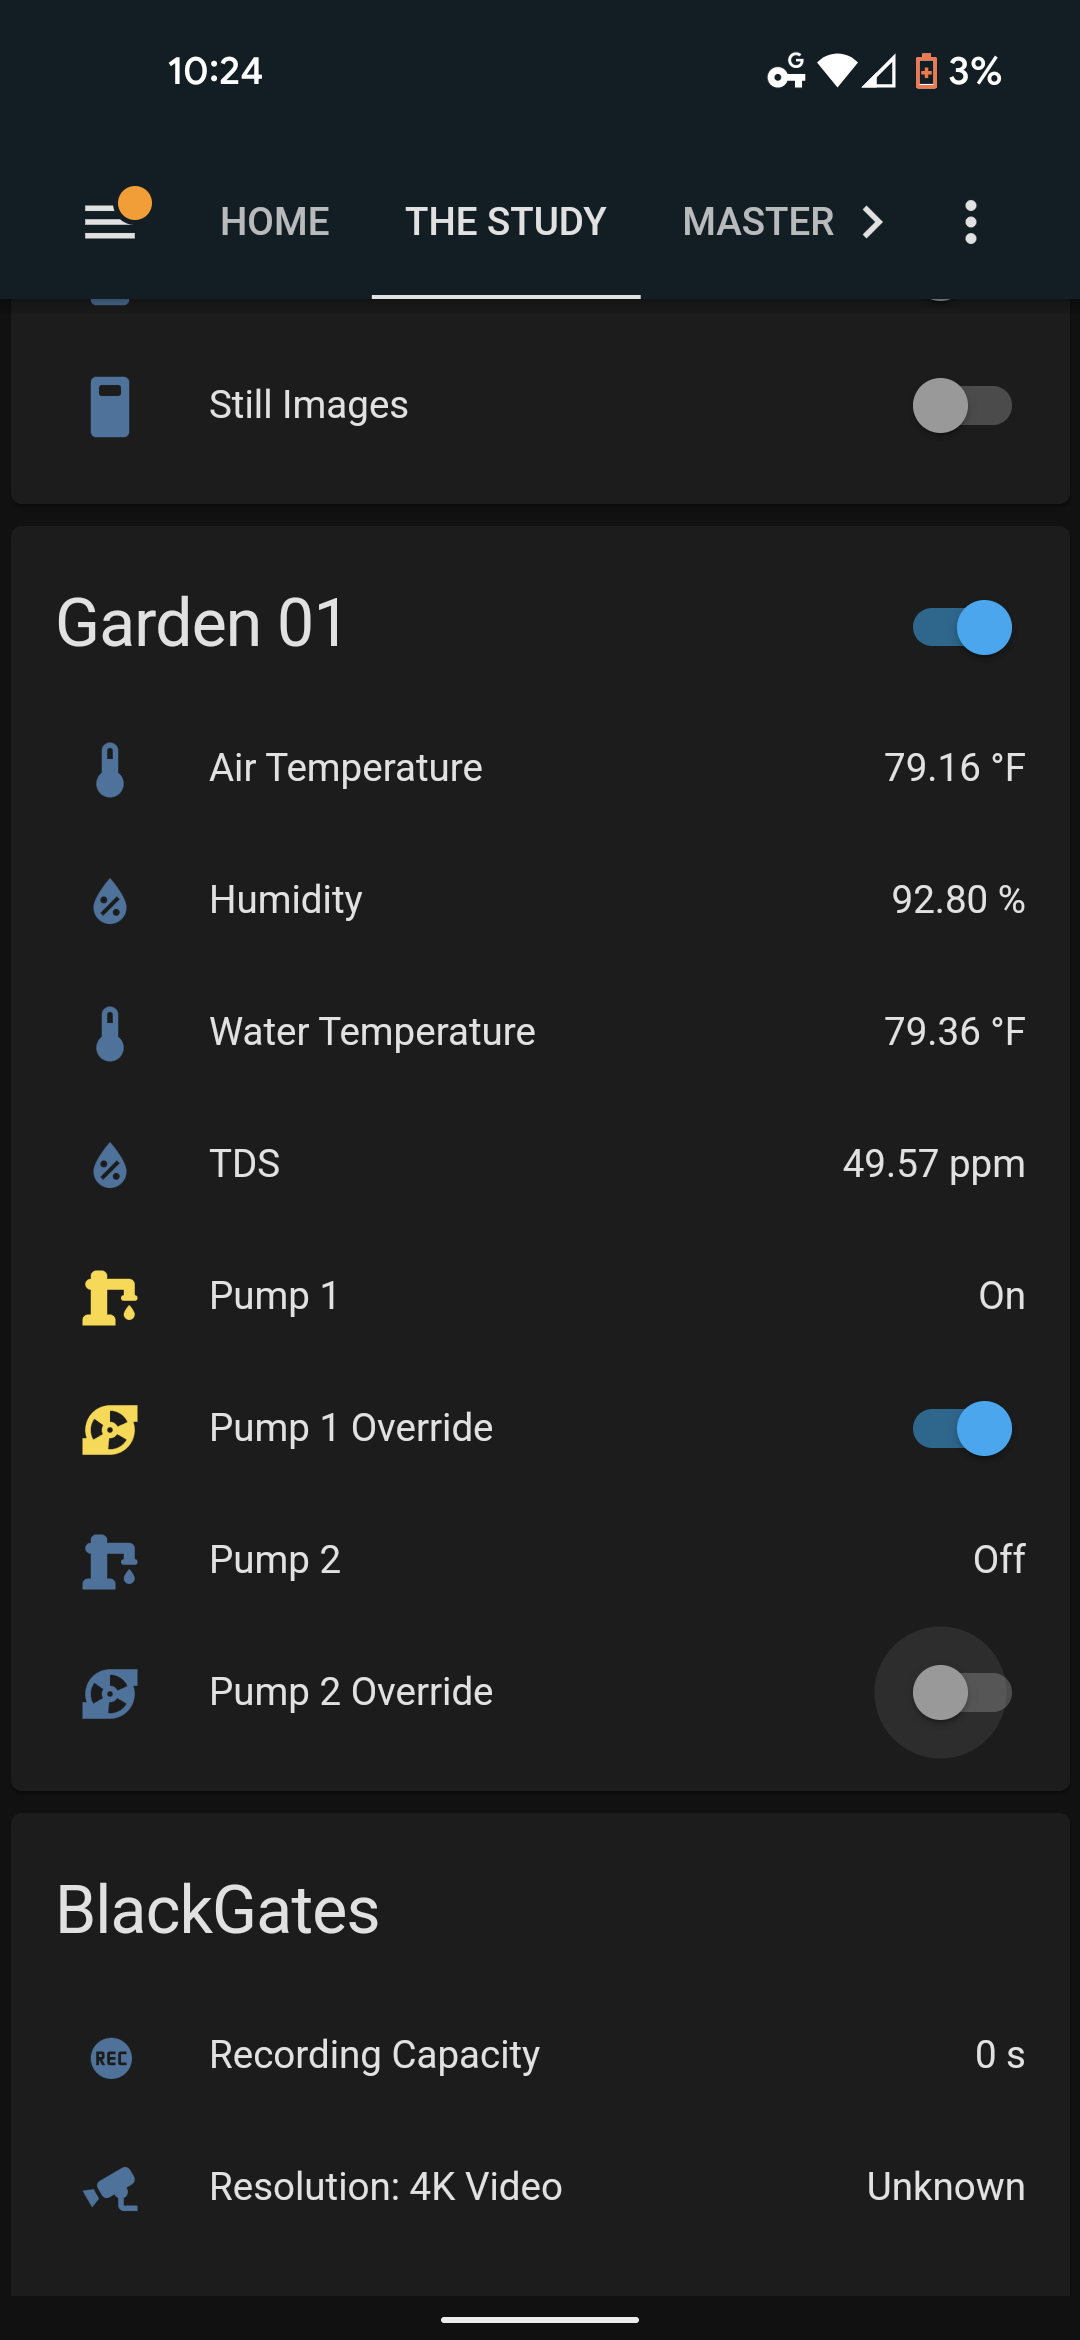 10:24
G
3%
HOME
THE STUDY
MASTER
Still Images
Garden 01
Air Temperature
79.16 °F
Humidity
92.80 %
Water Temperature
79.36 °F
TDS
49.57 ppm
Pump 1
On
Pump 1 Override
Pump 2
Off
Pump 2 Override
BlackGates
REC
Recording Capacity
0 s
Resolution: 4K Video
Unknown